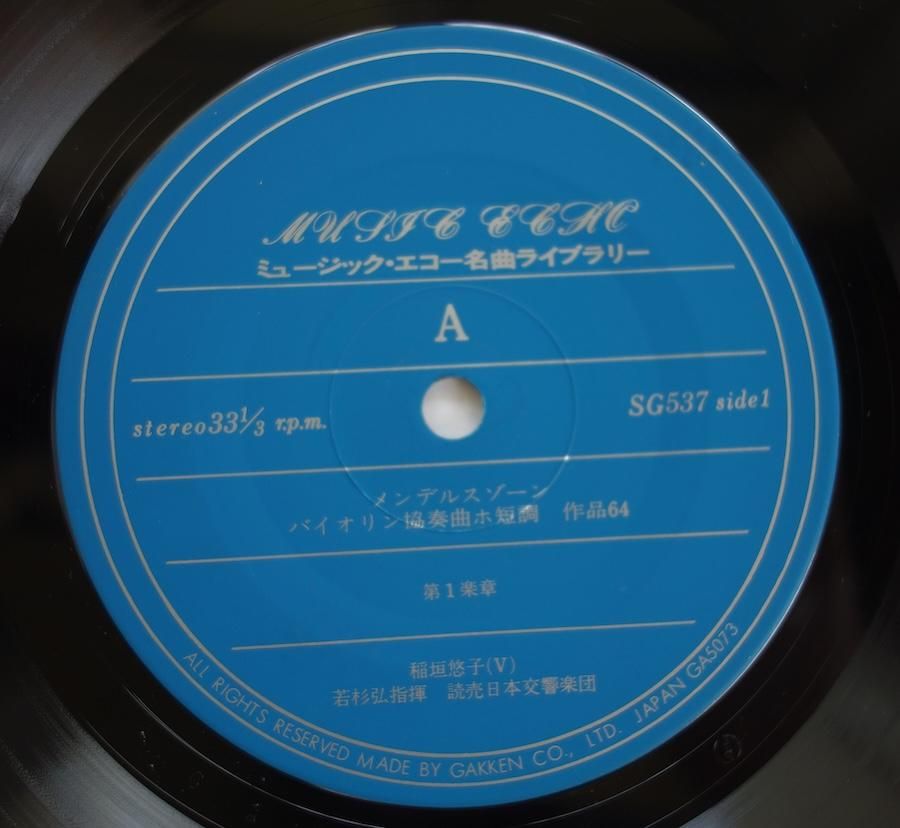 MUSIC ECHO
ミュージック・エコー名曲ライブラリー
A
stereo 33 1/3 r.p.m.
SG537 side1
メンデルスゾーン
バイオリン協奏曲ホ短調 作品64
第1楽章
稲垣悠子(V)
若杉弘指揮 読売日本交響楽団
ALL RIGHTS RESERVED MADE BY GAKKEN CO., LTD. JAPAN GA5073